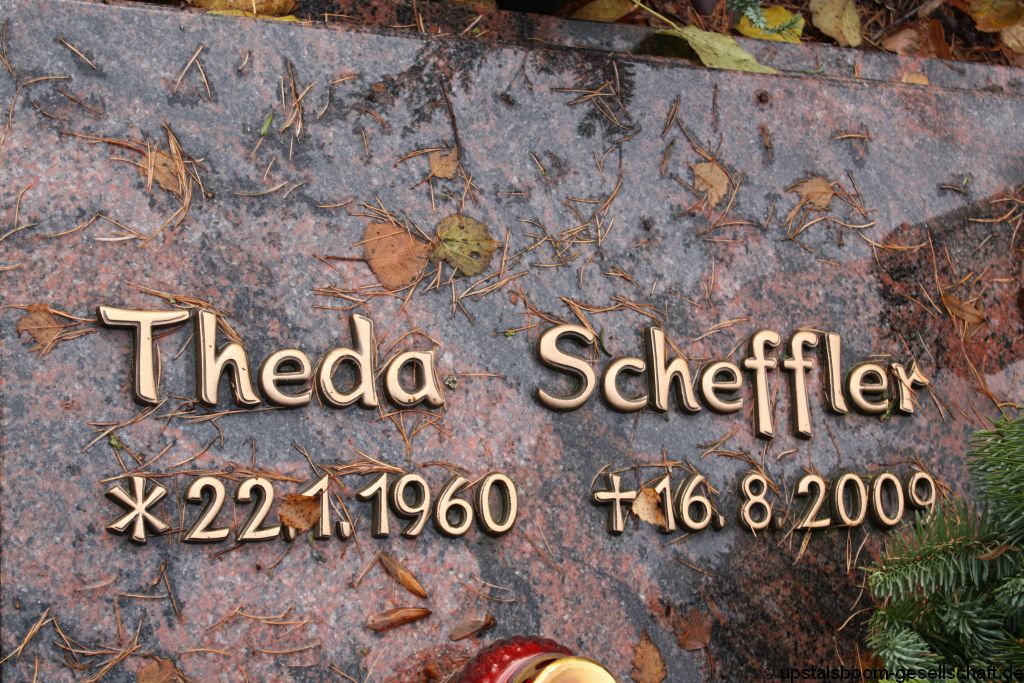 Theda Scheffler
* 22.1.1960 † 16.8.2009
© upstalsboom-gesellschaft.de